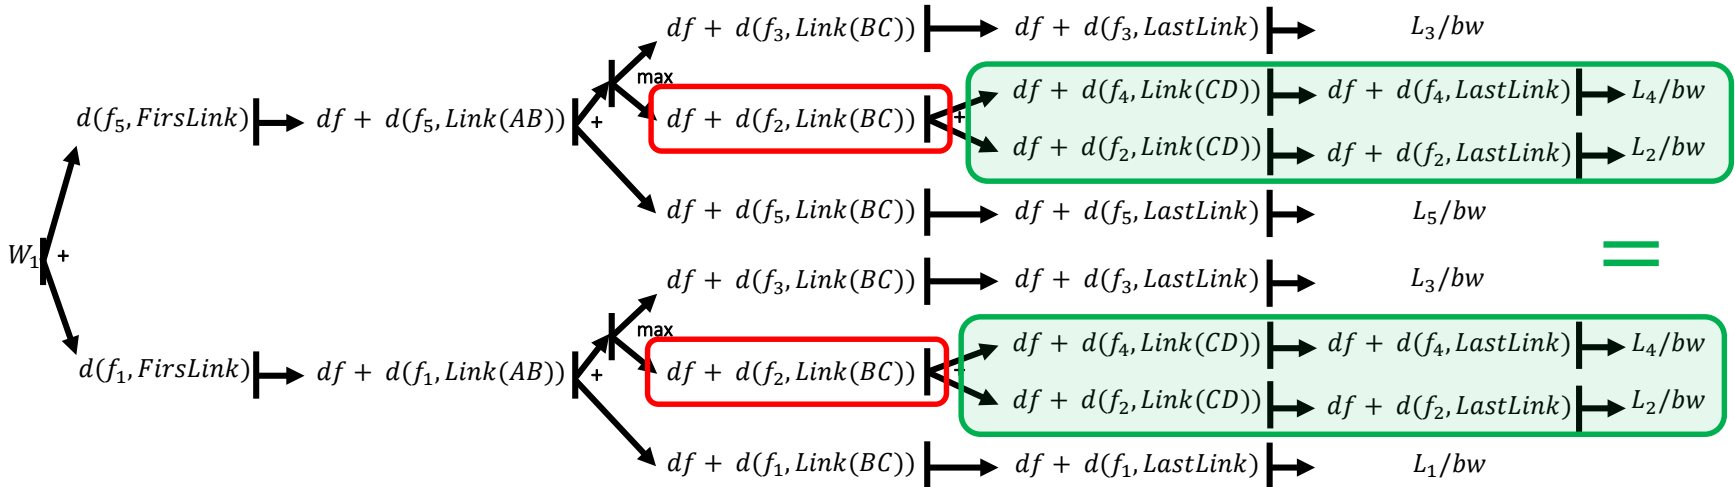 df + d(f₃, Link(BC)) df + d(f₃, LastLink) L₃/bw
max
df + d(f₄, Link(CD)) df + d(f₄, LastLink) L₄/bw
d(f₅, FirsLink) df + d(f₅, Link(AB)) + df + d(f₂, Link(BC)) +
df + d(f₂, Link(CD)) df + d(f₂, LastLink) L₂/bw
df + d(f₅, Link(BC)) df + d(f₅, LastLink) L₅/bw
W₁ + =
df + d(f₃, Link(BC)) df + d(f₃, LastLink) L₃/bw
max
df + d(f₄, Link(CD)) df + d(f₄, LastLink) L₄/bw
d(f₁, FirsLink) df + d(f₁, Link(AB)) + df + d(f₂, Link(BC)) +
df + d(f₂, Link(CD)) df + d(f₂, LastLink) L₂/bw
df + d(f₁, Link(BC)) df + d(f₁, LastLink) L₁/bw